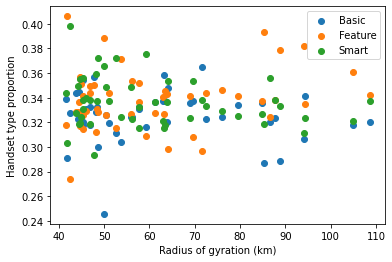 Handset type proportion
0.40
0.38
0.36
0.34
0.32
0.30
0.28
0.26
0.24
Basic
Feature
Smart
40 50 60 70 80 90 100 110
Radius of gyration (km)